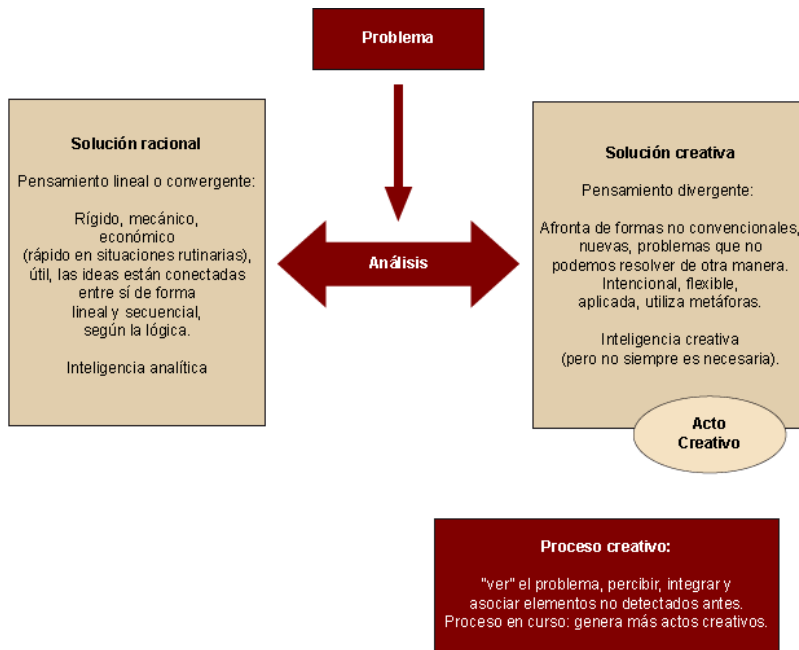 Problema
Solución racional
Pensamiento lineal o convergente:
Rígido, mecánico,
económico
(rápido en situaciones rutinarias),
útil, las ideas están conectadas
entre sí de forma
lineal y secuencial,
según la lógica.
Inteligencia analítica
Análisis
Solución creativa
Pensamiento divergente:
Afronta de formas no convencionales,
nuevas, problemas que no
podemos resolver de otra manera.
Intencional, flexible,
aplicada, utiliza metáforas.
Inteligencia creativa
(pero no siempre es necesaria).
Acto
Creativo
Proceso creativo:
"ver" el problema, percibir, integrar y
asociar elementos no detectados antes.
Proceso en curso: genera más actos creativos.